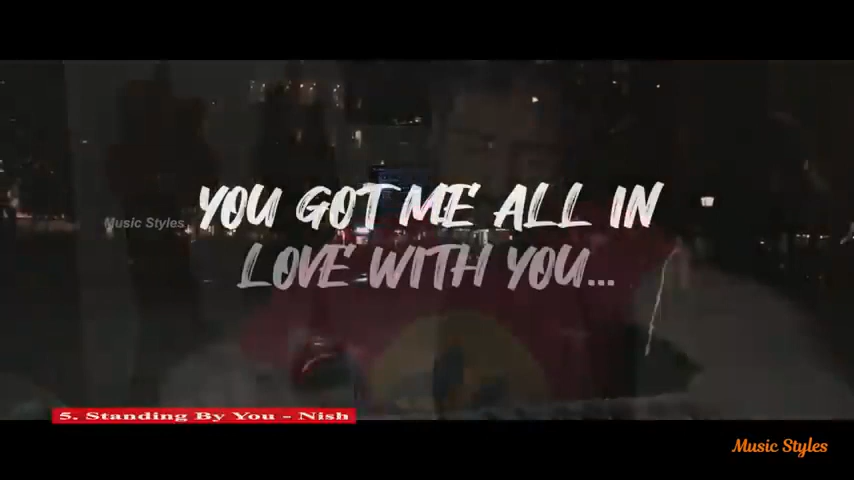 YOU GOT ME ALL IN
Music Styles
LOVE WITH YOU...
5. Standing By You - Nish
Music Styles